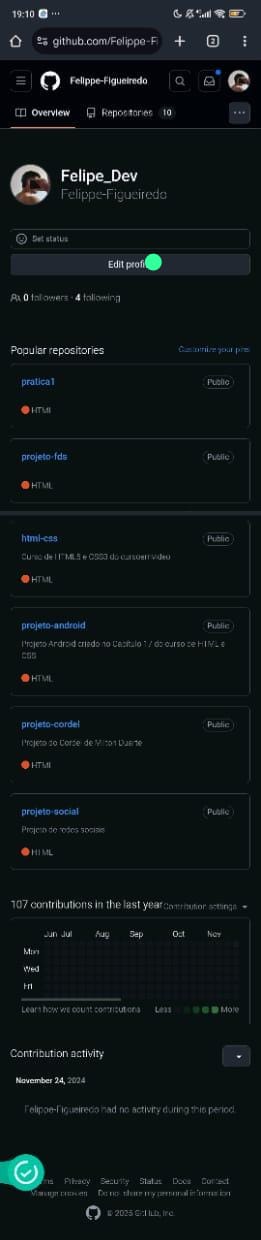 19:10
github.com/Felippe-Fi
2
Felippe-Figueiredo
Overview
Repositories 10
Felipe_Dev
Felippe-Figueiredo
Set status
Edit profi
0 followers · 4 following
Popular repositories
Customize your pins
pratica1
Public
HTML
projeto-fds
Public
HTML
html-css
Public
Curso de HTML5 e CSS3 do cursoemvideo
HTML
projeto-android
Public
Projeto Android criado no Capítulo 17 do curso de HTML e
CSS
HTML
projeto-cordel
Public
Projeto do Cordel de Milton Duarte
HTML
projeto-social
Public
Projeto de redes sociais
HTML
107 contributions in the last year
Contribution settings
Jun Jul Aug Sep Oct Nov
Mon
Wed
Fri
Learn how we count contributions
Less More
Contribution activity
November 24, 2024
Felippe-Figueiredo had no activity during this period.
ms Privacy Security Status Docs Contact
Manage cookies Do not share my personal information
© 2025 GitHub, Inc.